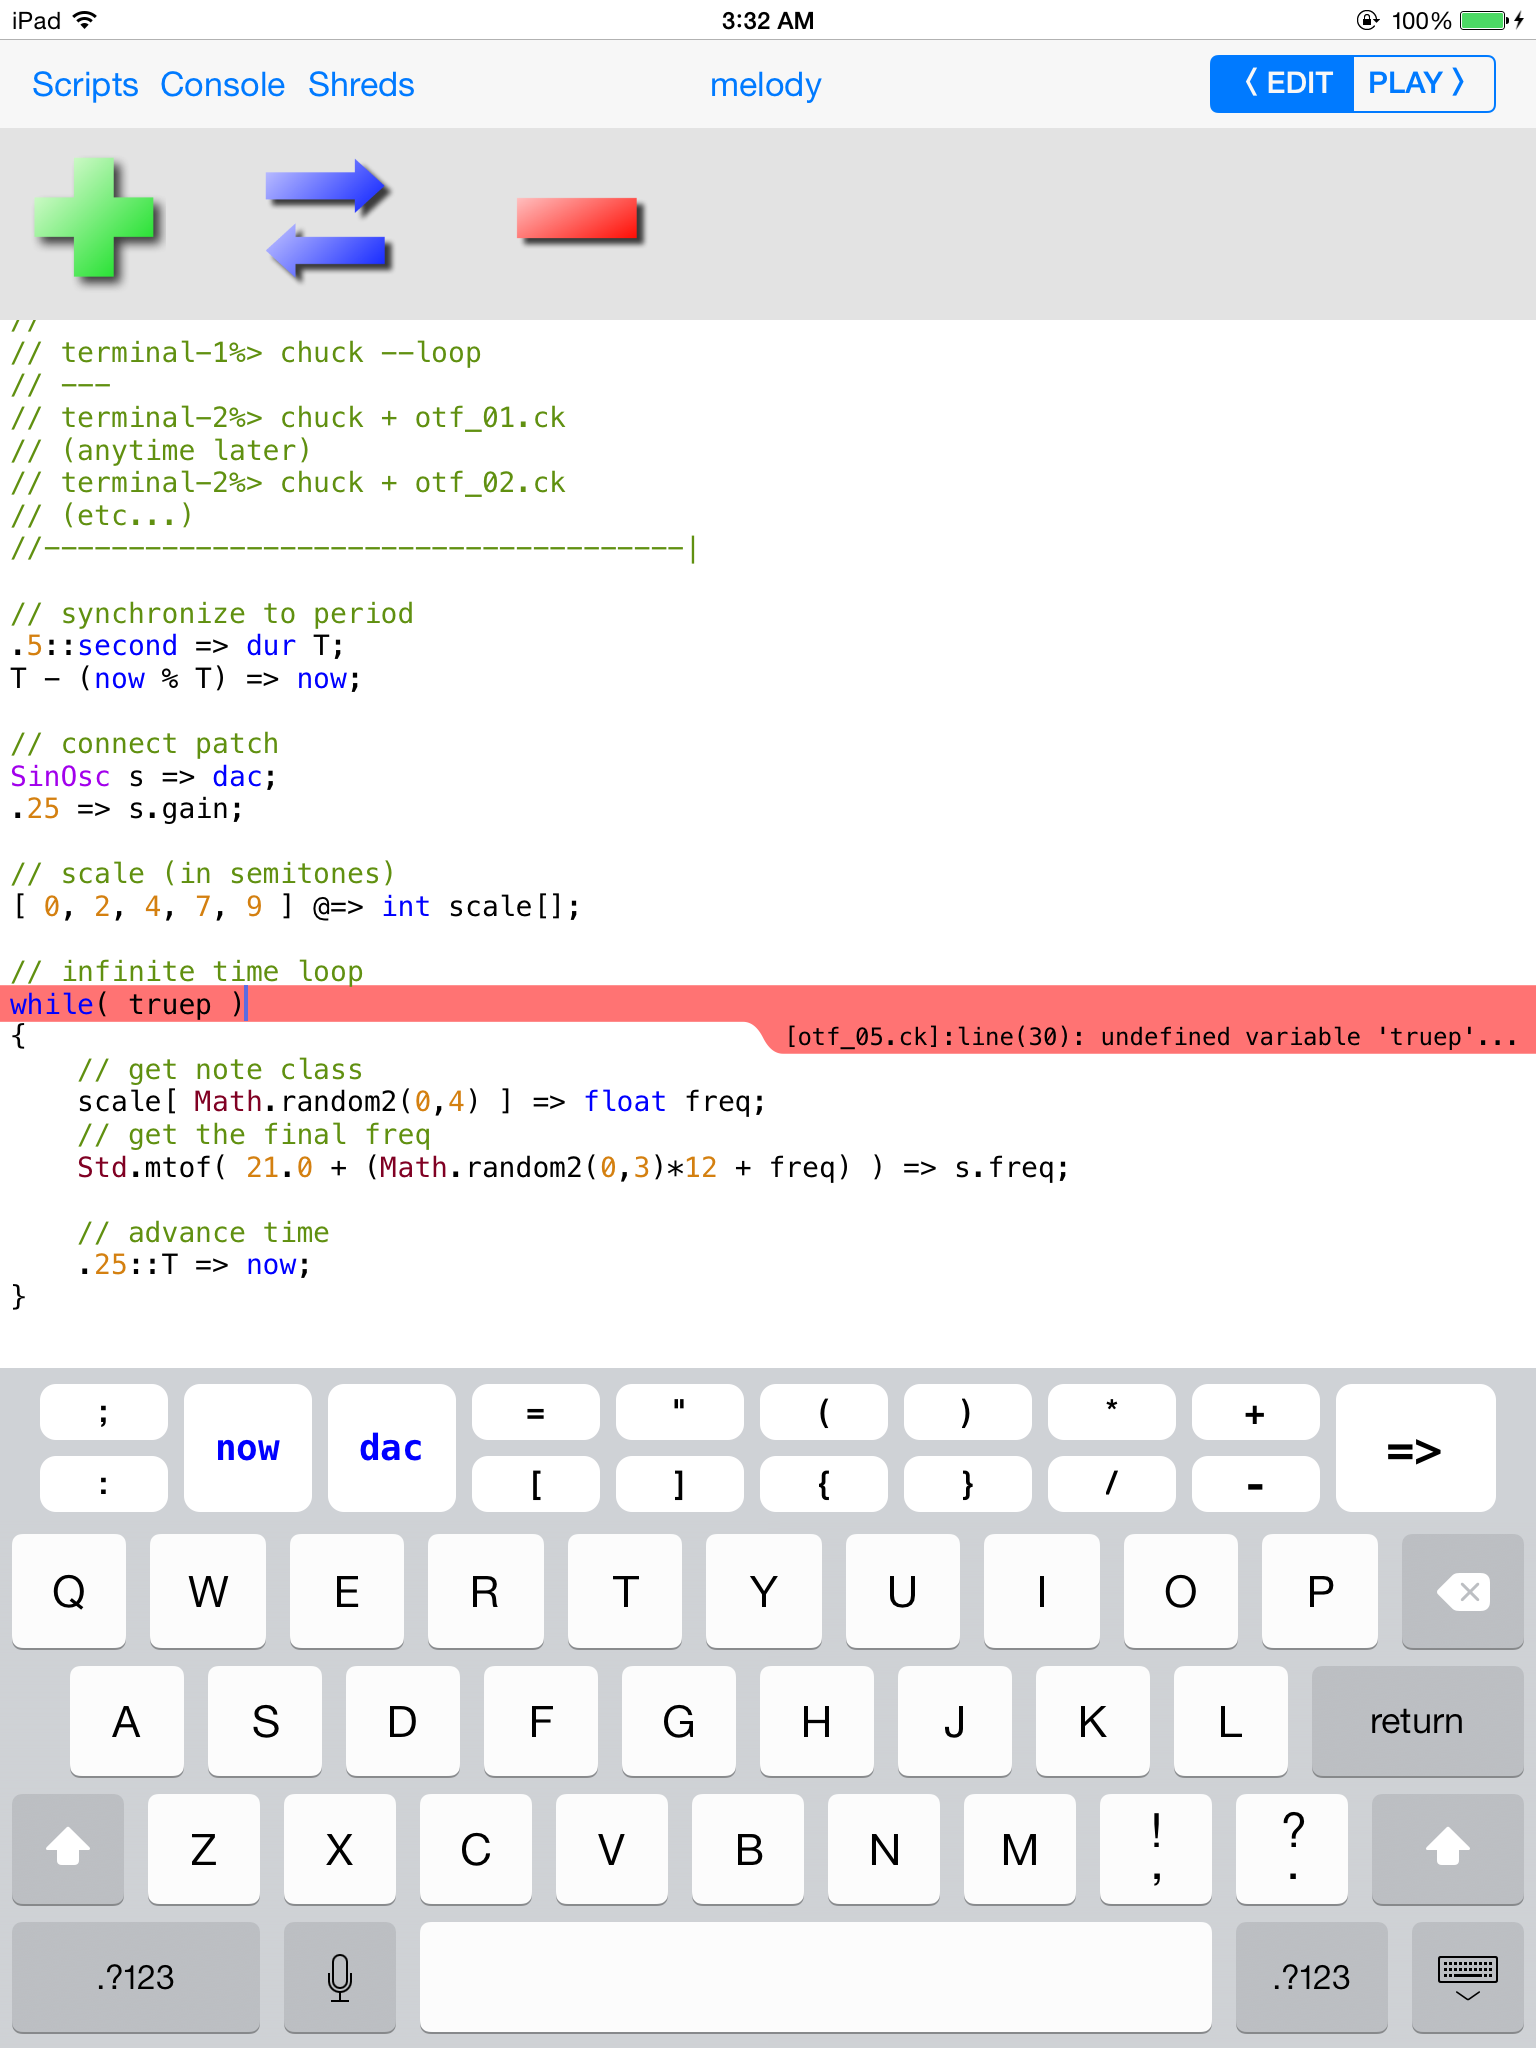 iPad 3:32 AM 100%
Scripts Console Shreds melody 〈 EDIT PLAY 〉
//
// terminal-1%> chuck --loop
// ---
// terminal-2%> chuck + otf_01.ck
// (anytime later)
// terminal-2%> chuck + otf_02.ck
// (etc...)
//--------------------------------------|
// synchronize to period
.5::second => dur T;
T - (now % T) => now;
// connect patch
SinOsc s => dac;
.25 => s.gain;
// scale (in semitones)
[ 0, 2, 4, 7, 9 ] @=> int scale[];
// infinite time loop
while( truep )
{ [otf_05.ck]:line(30): undefined variable 'truep'...
    // get note class
    scale[ Math.random2(0,4) ] => float freq;
    // get the final freq
    Std.mtof( 21.0 + (Math.random2(0,3)*12 + freq) ) => s.freq;
    // advance time
    .25::T => now;
}
; now dac = " ( ) * + =>
: [ ] { } / -
Q W E R T Y U I O P
A S D F G H J K L return
Z X C V B N M ! , ? .
.?123 .?123